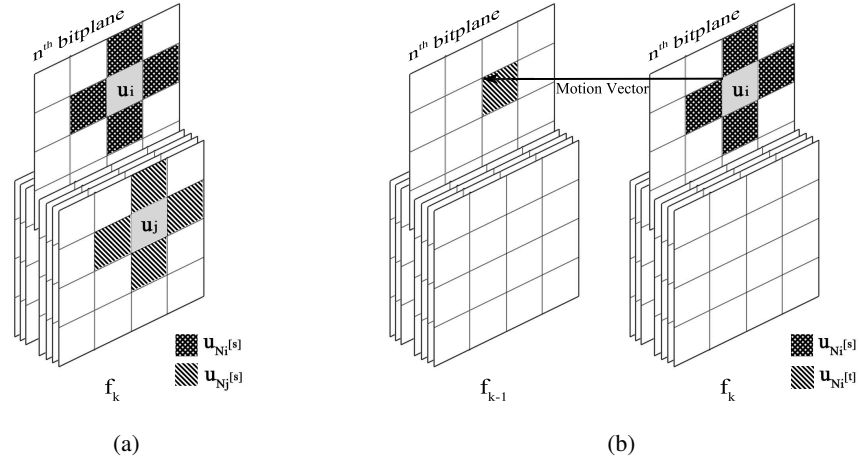 nth bitplane
ui
uj
uNi[s]
uNj[s]
fk
(a)
nth bitplane
nth bitplane
Motion Vector
ui
uNi[s]
uNi[t]
fk-1
fk
(b)